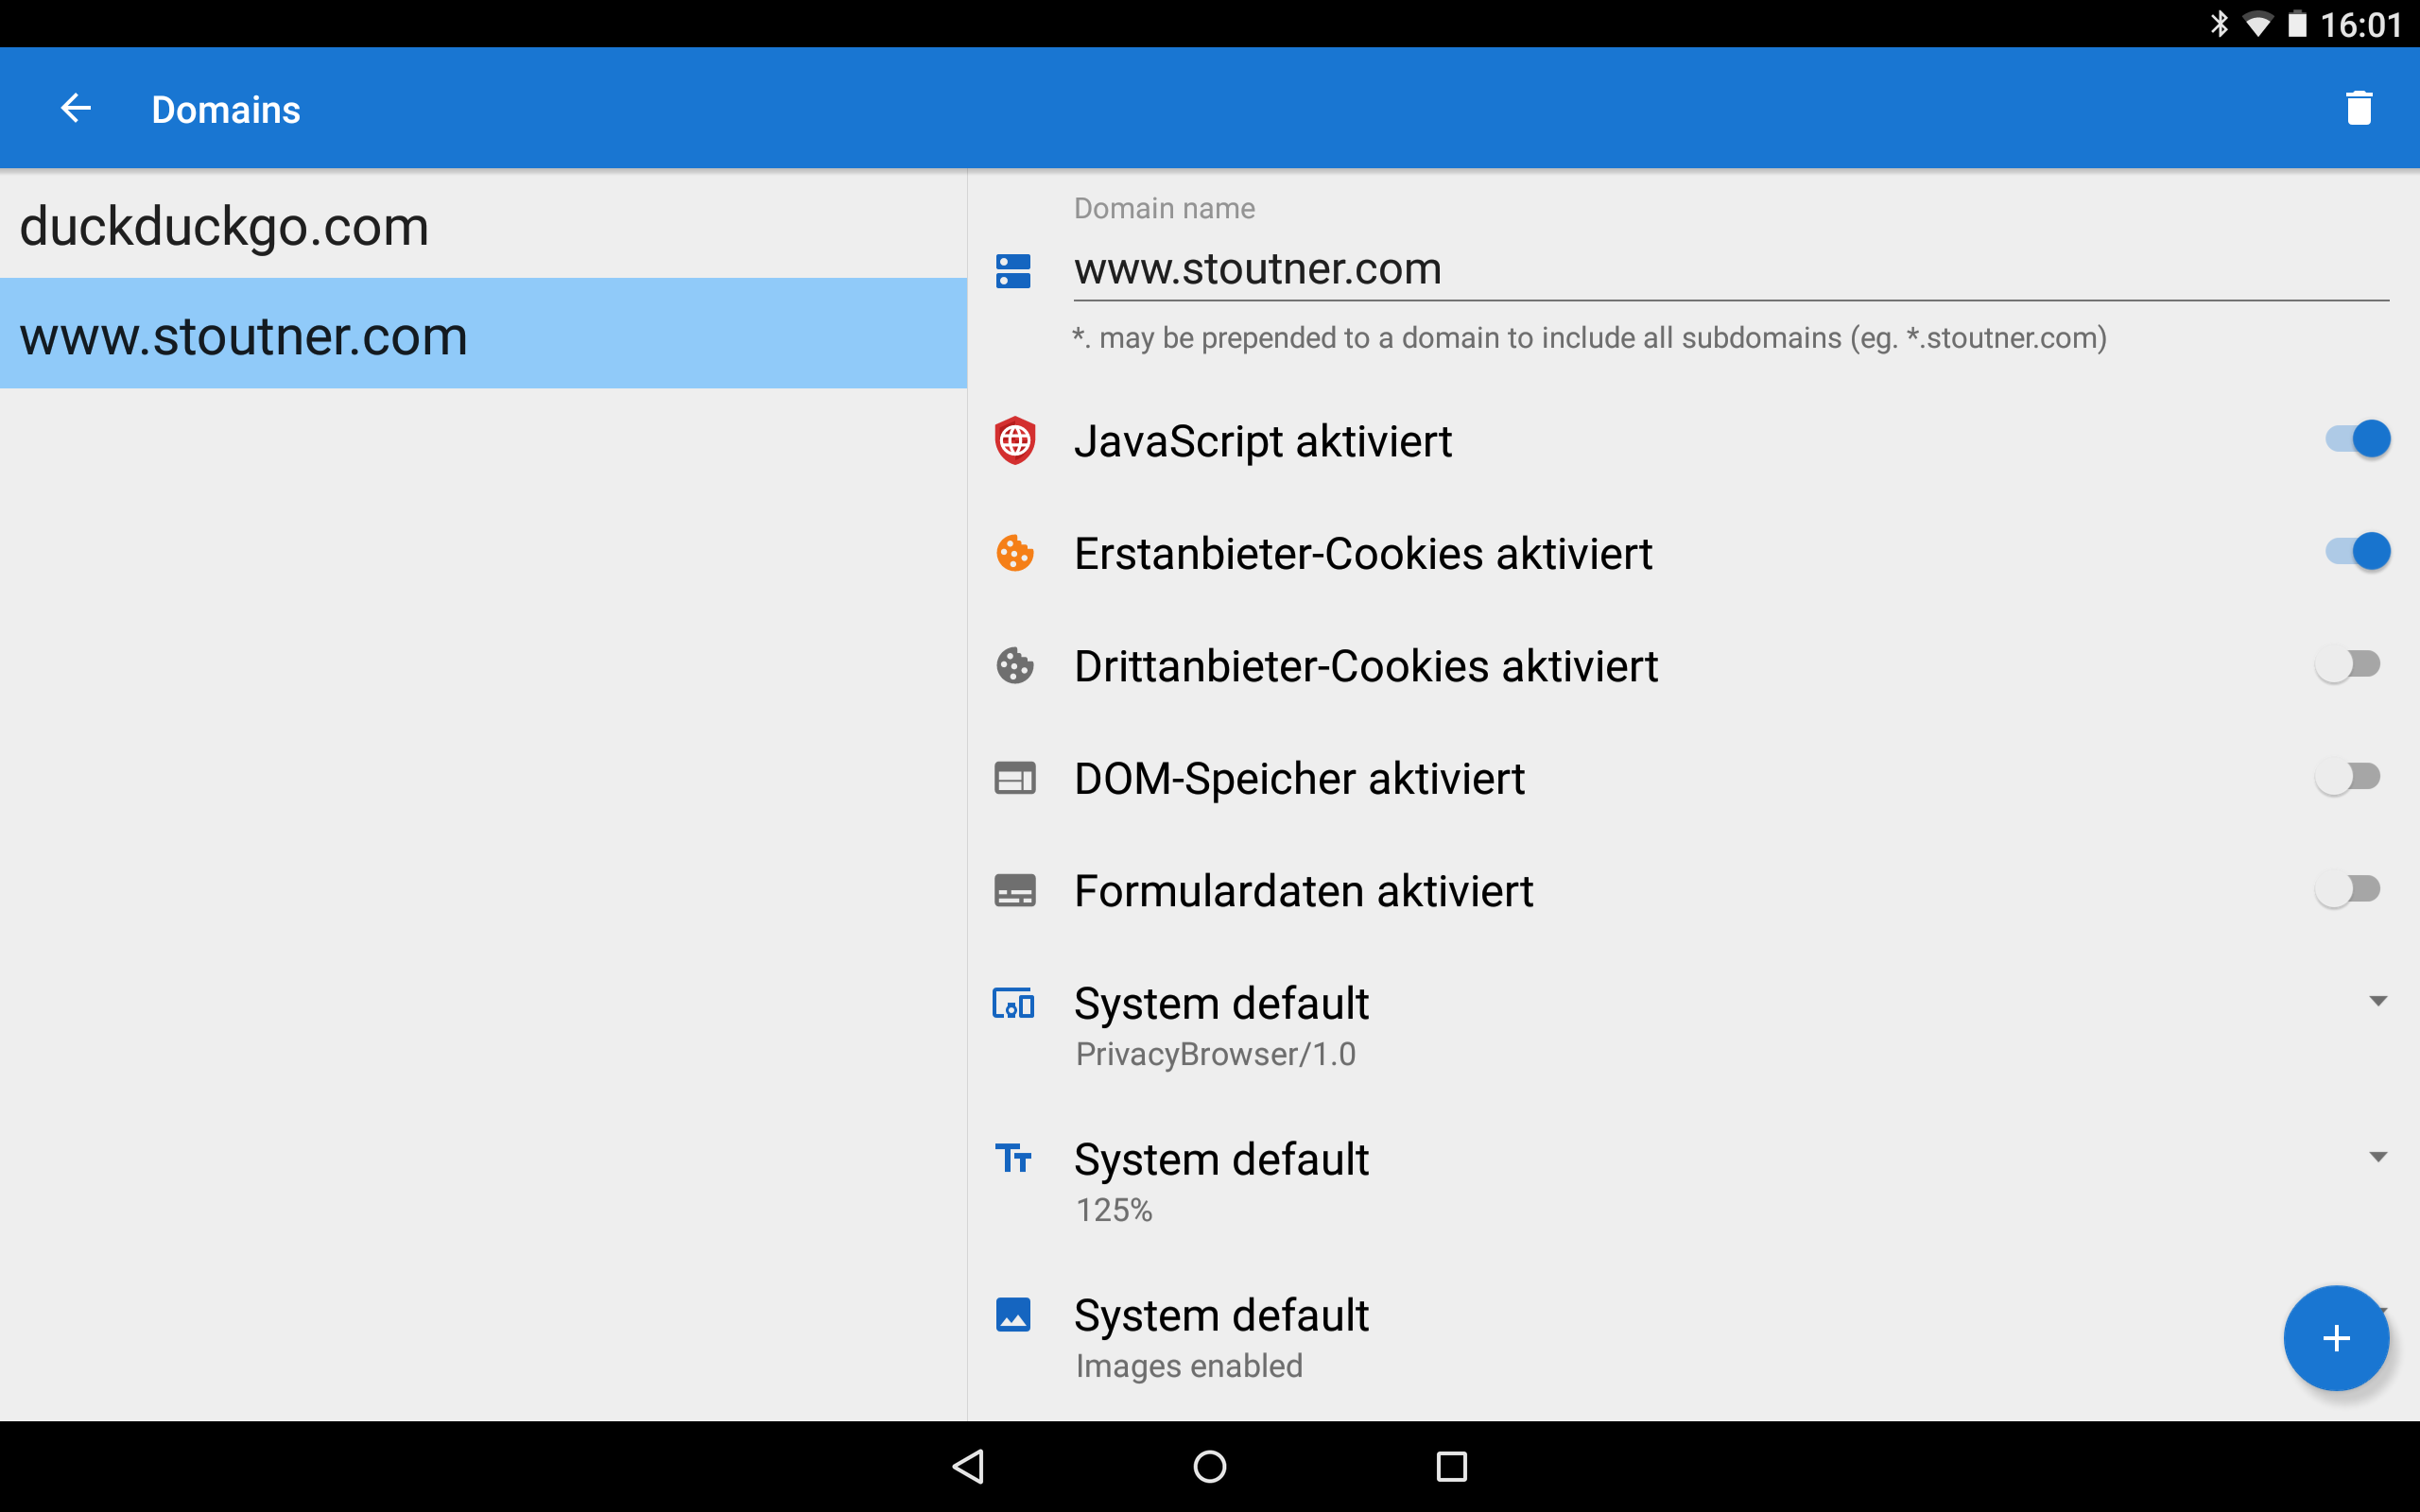 16:01
Domains
duckduckgo.com
www.stoutner.com
Domain name
www.stoutner.com
*. may be prepended to a domain to include all subdomains (eg. *.stoutner.com)
JavaScript aktiviert
Erstanbieter-Cookies aktiviert
Drittanbieter-Cookies aktiviert
DOM-Speicher aktiviert
Formulardaten aktiviert
System default
PrivacyBrowser/1.0
System default
125%
System default
Images enabled